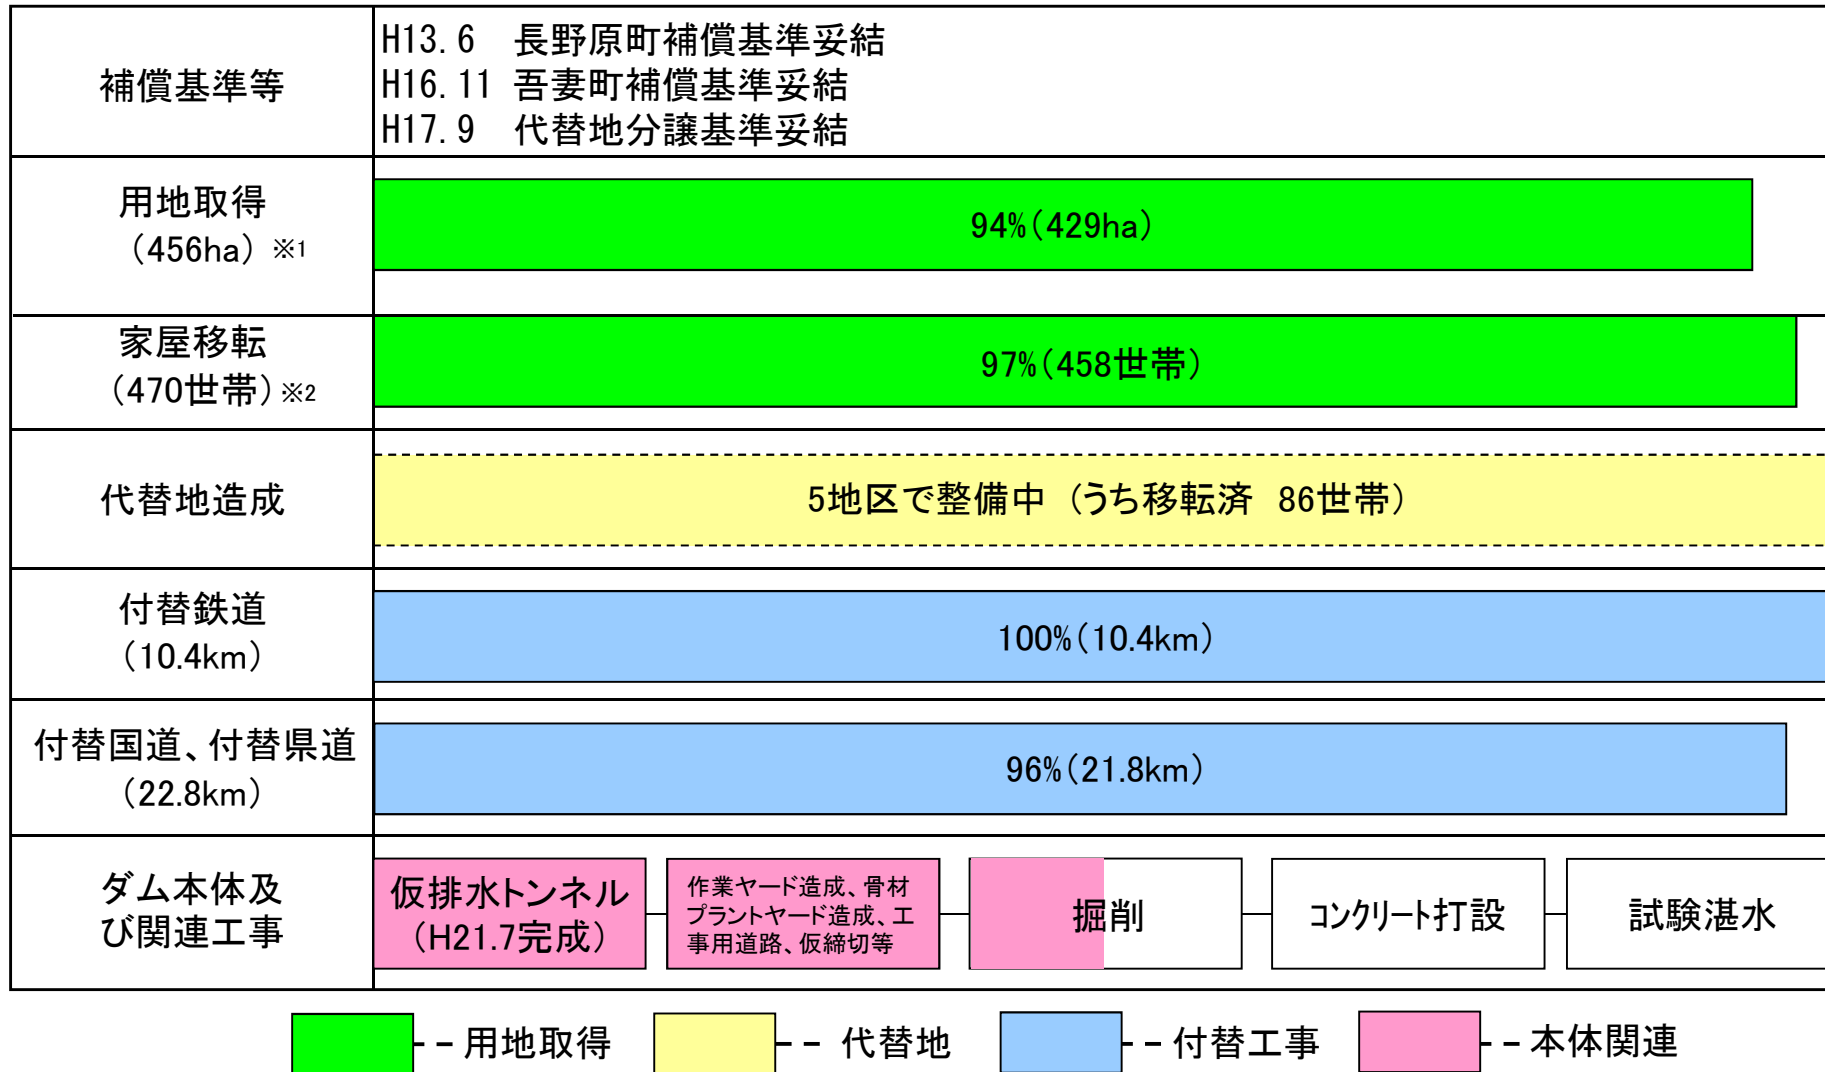 補償基準等
H13.6　長野原町補償基準妥結
H16.11 吾妻町補償基準妥結
H17.9　代替地分譲基準妥結
用地取得
（456ha）※1
94%（429ha）
家屋移転
（470世帯）※2
97%（458世帯）
代替地造成
5地区で整備中（うち移転済　86世帯）
付替鉄道
（10.4km）
100%（10.4km）
付替国道、付替県道
（22.8km）
96%（21.8km）
ダム本体及
び関連工事
仮排水トンネル
（H21.7完成）
作業ヤード造成、骨材
プラントヤード造成、工
事用道路、仮締切等
掘削
コンクリート打設
試験湛水
用地取得
代替地
付替工事
本体関連